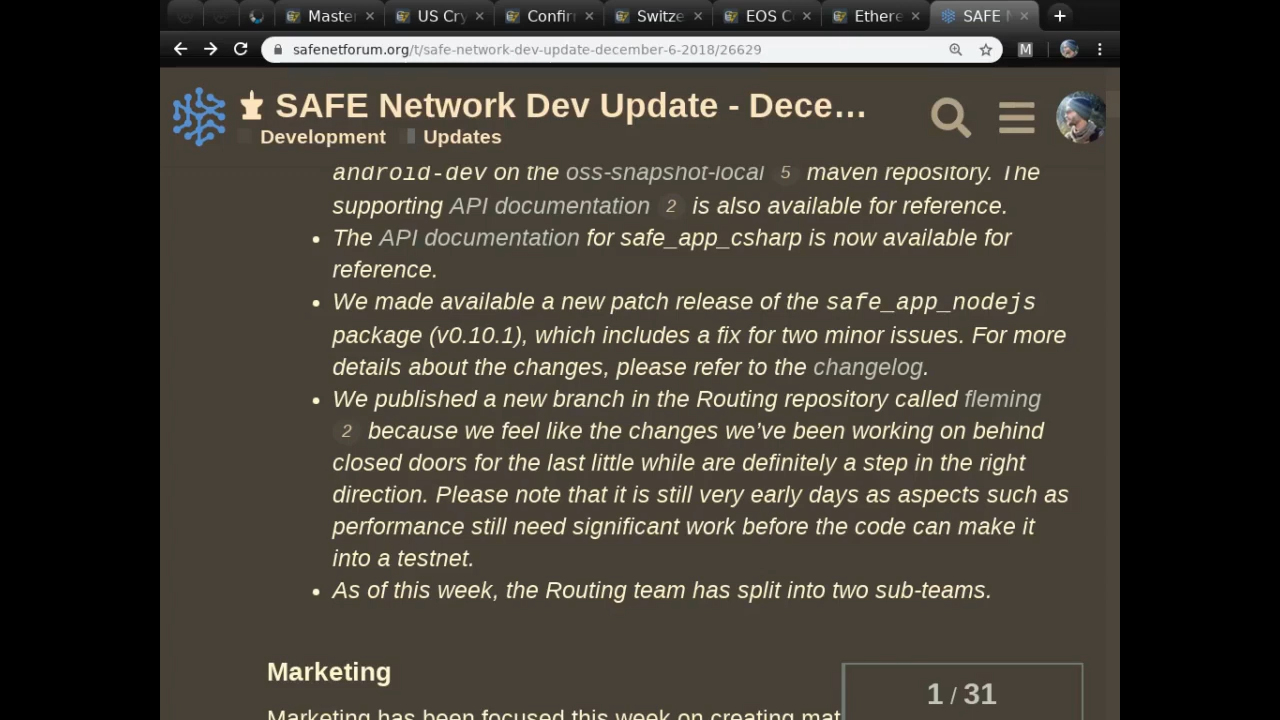 Master
US Cry
Confir
Switze
EOS C
Ethere
SAFE N
safenetforum.org/t/safe-network-dev-update-december-6-2018/26629
M
SAFE Network Dev Update - Dece...
Development Updates
android-dev on the oss-snapshot-local 5 maven repository. The
supporting API documentation 2 is also available for reference.
• The API documentation for safe_app_csharp is now available for
reference.
• We made available a new patch release of the safe_app_nodejs
package (v0.10.1), which includes a fix for two minor issues. For more
details about the changes, please refer to the changelog.
• We published a new branch in the Routing repository called fleming
2 because we feel like the changes we've been working on behind
closed doors for the last little while are definitely a step in the right
direction. Please note that it is still very early days as aspects such as
performance still need significant work before the code can make it
into a testnet.
• As of this week, the Routing team has split into two sub-teams.
Marketing
1 / 31
Marketing has been focused this week on creating mat